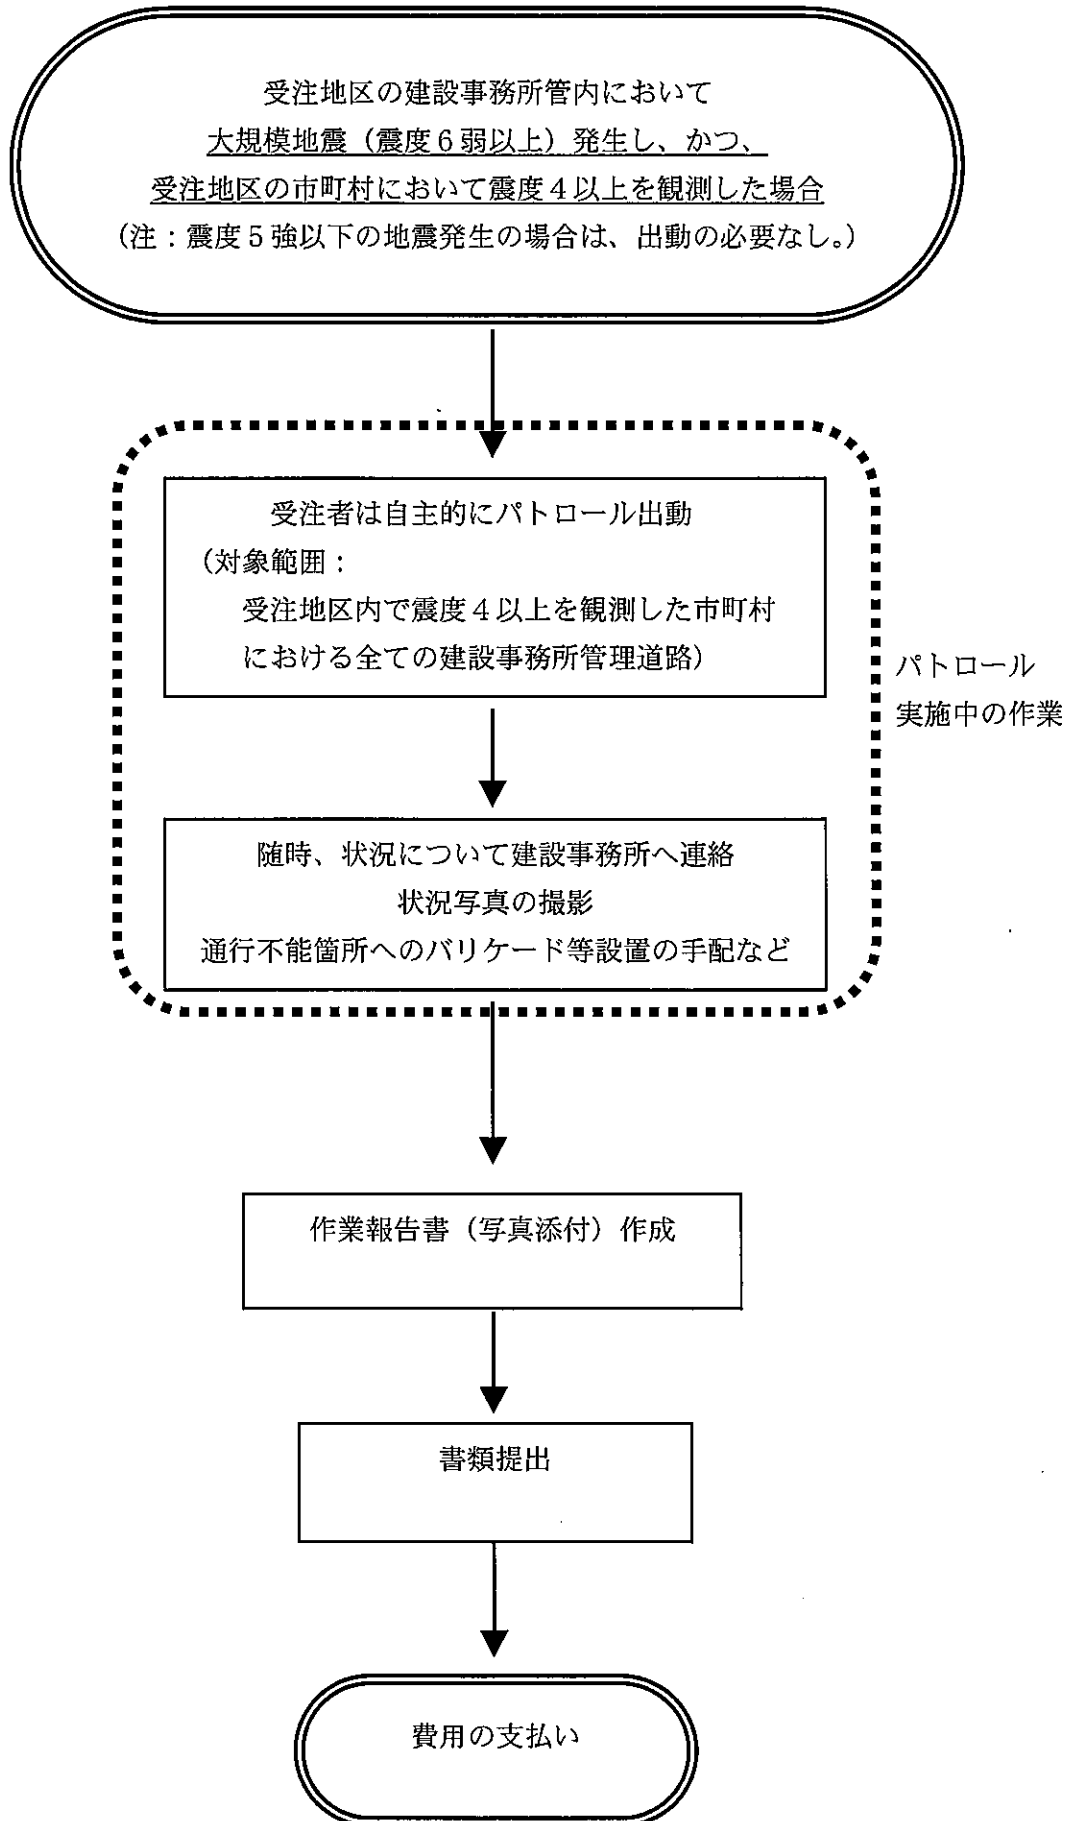 受注地区の建設事務所管内において
大規模地震(震度6弱以上)発生し、かつ、
受注地区の市町村において震度4以上を観測した場合
(注:震度5強以下の地震発生の場合は、出動の必要なし。)
受注者は自主的にパトロール出動
(対象範囲:
受注地区内で震度4以上を観測した市町村
における全ての建設事務所管理道路)
パトロール
実施中の作業
随時、状況について建設事務所へ連絡
状況写真の撮影
通行不能箇所へのバリケード等設置の手配など
作業報告書(写真添付)作成
書類提出
費用の支払い